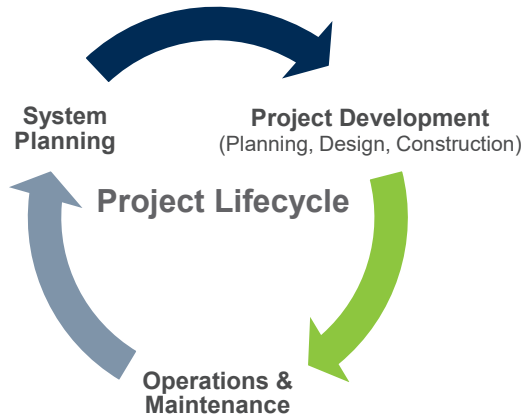 System
Planning
Project Development
(Planning, Design, Construction)
Project Lifecycle
Operations &
Maintenance